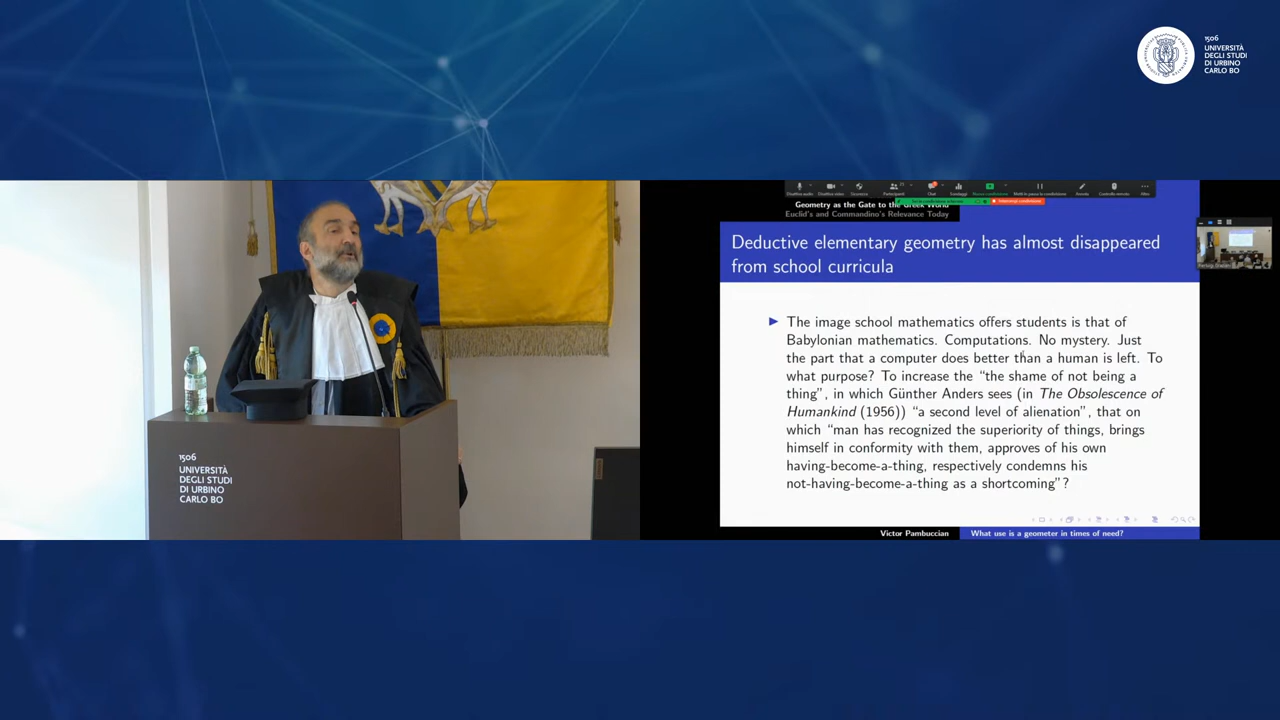 1506
UNIVERSITÀ
DEGLI STUDI
DI URBINO
CARLO BO
1506
UNIVERSITÀ
DEGLI STUDI
DI URBINO
CARLO BO
Geometry as the Gate to the Greek World
Euclid's and Commandino's Relevance Today
Deductive elementary geometry has almost disappeared
from school curricula
The image school mathematics offers students is that of
Babylonian mathematics. Computations. No mystery. Just
the part that a computer does better than a human is left. To
what purpose? To increase the “the shame of not being a
thing”, in which Günther Anders sees (in The Obsolescence of
Humankind (1956)) “a second level of alienation”, that on
which “man has recognized the superiority of things, brings
himself in conformity with them, approves of his own
having-become-a-thing, respectively condemns his
not-having-become-a-thing as a shortcoming”?
Victor Pambuccian
What use is a geometer in times of need?